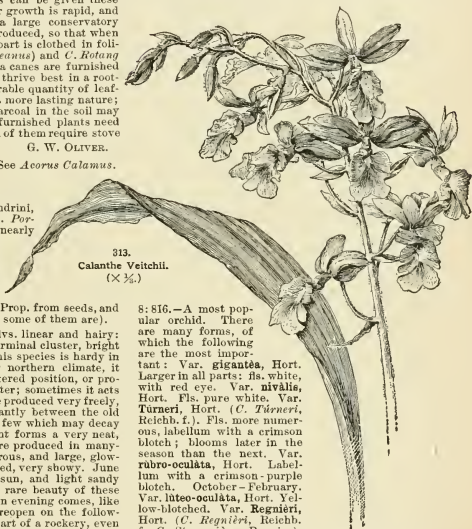 s can be given these
r growth is rapid, and
a large conservatory
roduced, so that when
part is clothed in foli-
eanus) and C. Rotang
a canes are furnished
thrive best in a root-
rable quantity of leaf-
more lasting nature;
arcoal in the soil may
furnished plants need
of them require stove
G. W. OLIVER.
See Acorus Calamus.
ndrini,
. Por-
nearly
313.
Calanthe Veitchii.
(× ⅕.)
Prop. from seeds, and
some of them are).
vs. linear and hairy:
rminal cluster, bright
his species is hardy in
northern climate, it
tered position, or pro-
ter; sometimes it acts
e produced very freely,
antly between the old
few which may decay
nt forms a very neat,
re produced in many-
rous, and large, glow-
ed, very showy. June
sun, and light sandy
rare beauty of these
n evening comes, like
reopen on the follow-
art of a rockery, even
8:816.—A most pop-
ular orchid. There
are many forms, of
which the following
are the most impor-
tant: Var. gigantèa, Hort.
Larger in all parts: fls. white,
with red eye. Var. nivàlis,
Hort. Fls. pure white. Var.
Túrneri, Hort. (C. Túrneri,
Reichb. f.). Fls. more numer-
ous, labellum with a crimson
blotch; blooms later in the
season than the next. Var.
rùbro-oculàta, Hort. Label-
lum with a crimson-purple
blotch. October–February.
Var. lùteo-oculàta, Hort. Yel-
low-blotched. Var. Regnièri,
Hort. (C. Regnièri, Reichb.